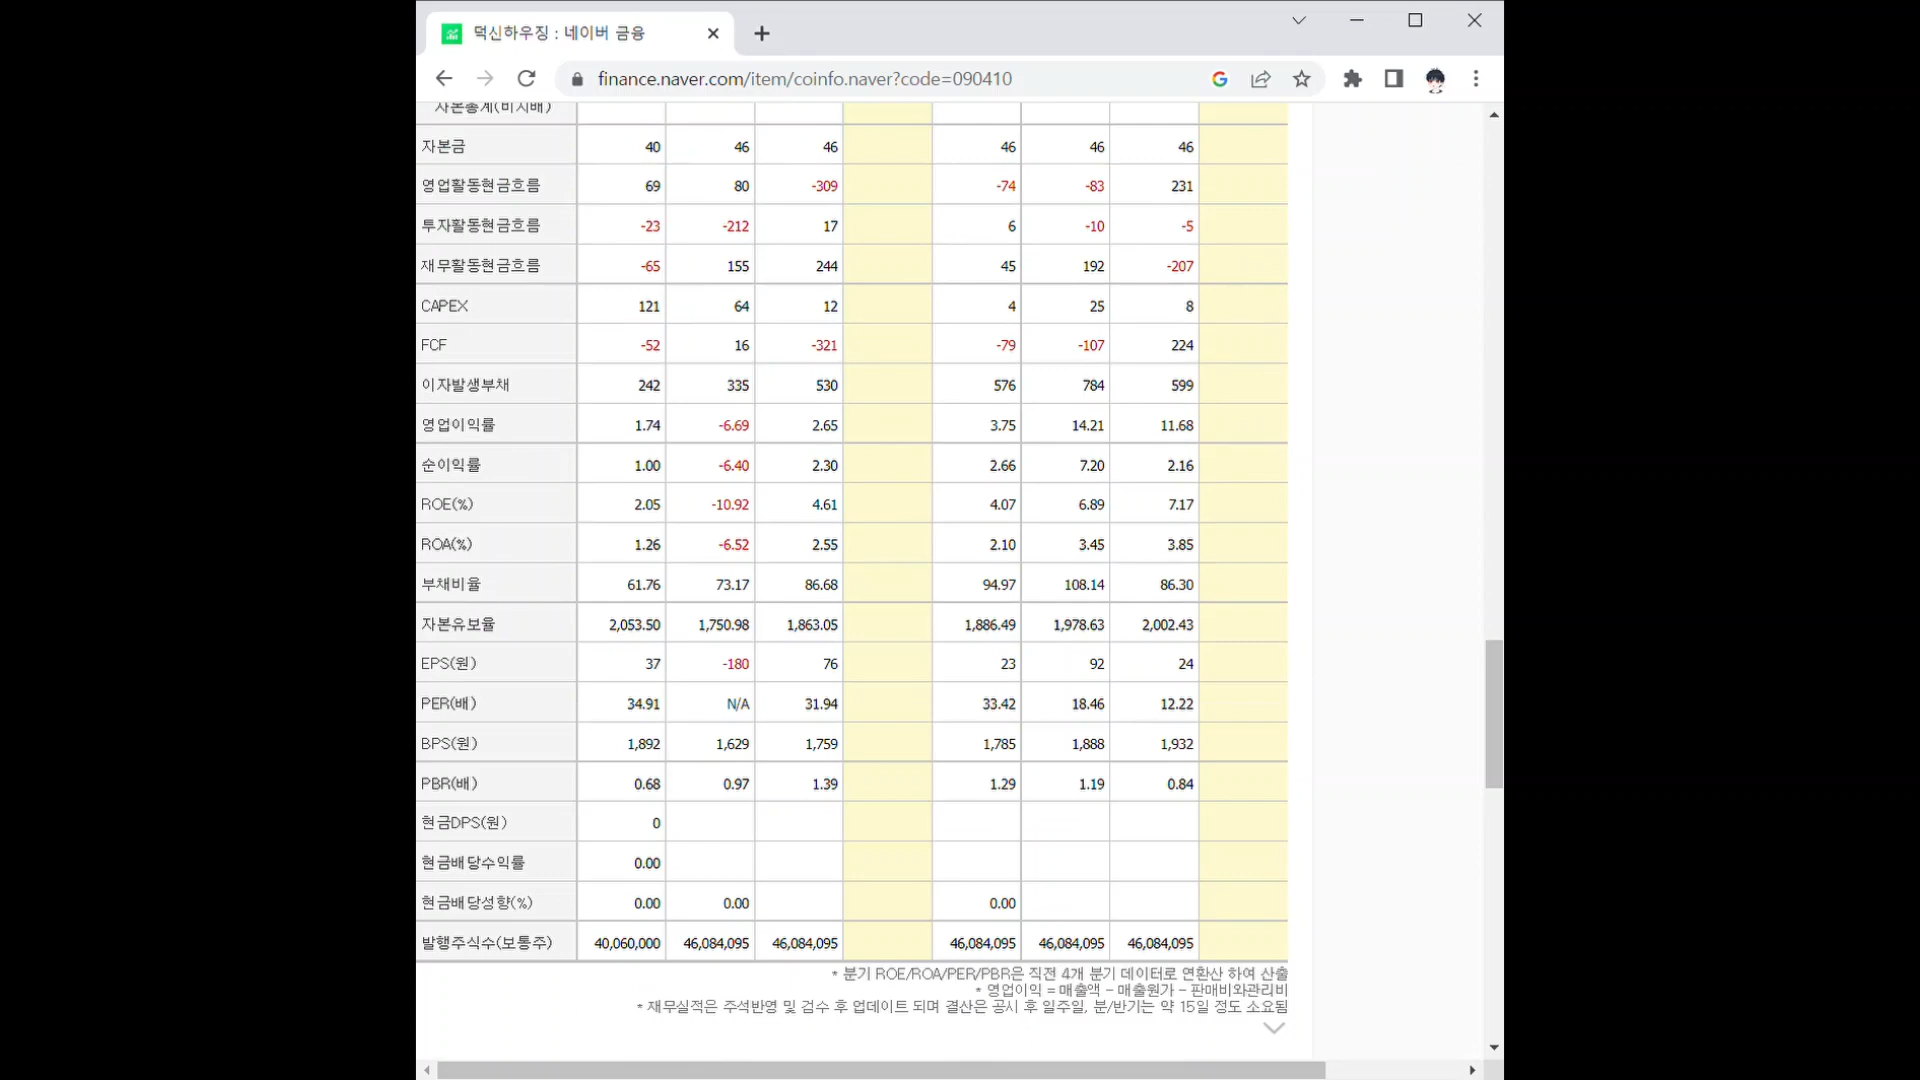 덕신하우징 : 네이버 금융
finance.naver.com/item/coinfo.naver?code=090410
자본총계(비지배)
자본금 40 46 46 46 46 46
영업활동현금흐름 69 80 -309 -74 -83 231
투자활동현금흐름 -23 -212 17 6 -10 -5
재무활동현금흐름 -65 155 244 45 192 -207
CAPEX 121 64 12 4 25 8
FCF -52 16 -321 -79 -107 224
이자발생부채 242 335 530 576 784 599
영업이익률 1.74 -6.69 2.65 3.75 14.21 11.68
순이익률 1.00 -6.40 2.30 2.66 7.20 2.16
ROE(%) 2.05 -10.92 4.61 4.07 6.89 7.17
ROA(%) 1.26 -6.52 2.55 2.10 3.45 3.85
부채비율 61.76 73.17 86.68 94.97 108.14 86.30
자본유보율 2,053.50 1,750.98 1,863.05 1,886.49 1,978.63 2,002.43
EPS(원) 37 -180 76 23 92 24
PER(배) 34.91 N/A 31.94 33.42 18.46 12.22
BPS(원) 1,892 1,629 1,759 1,785 1,888 1,932
PBR(배) 0.68 0.97 1.39 1.29 1.19 0.84
현금DPS(원) 0
현금배당수익률 0.00
현금배당성향(%) 0.00 0.00 0.00
발행주식수(보통주) 40,060,000 46,084,095 46,084,095 46,084,095 46,084,095 46,084,095
* 분기 ROE/ROA/PER/PBR은 직전 4개 분기 데이터로 연환산 하여 산출
* 영업이익 = 매출액 - 매출원가 - 판매비와관리비
* 재무실적은 주석반영 및 검수 후 업데이트 되며 결산은 공시 후 일주일, 분/반기는 약 15일 정도 소요됨